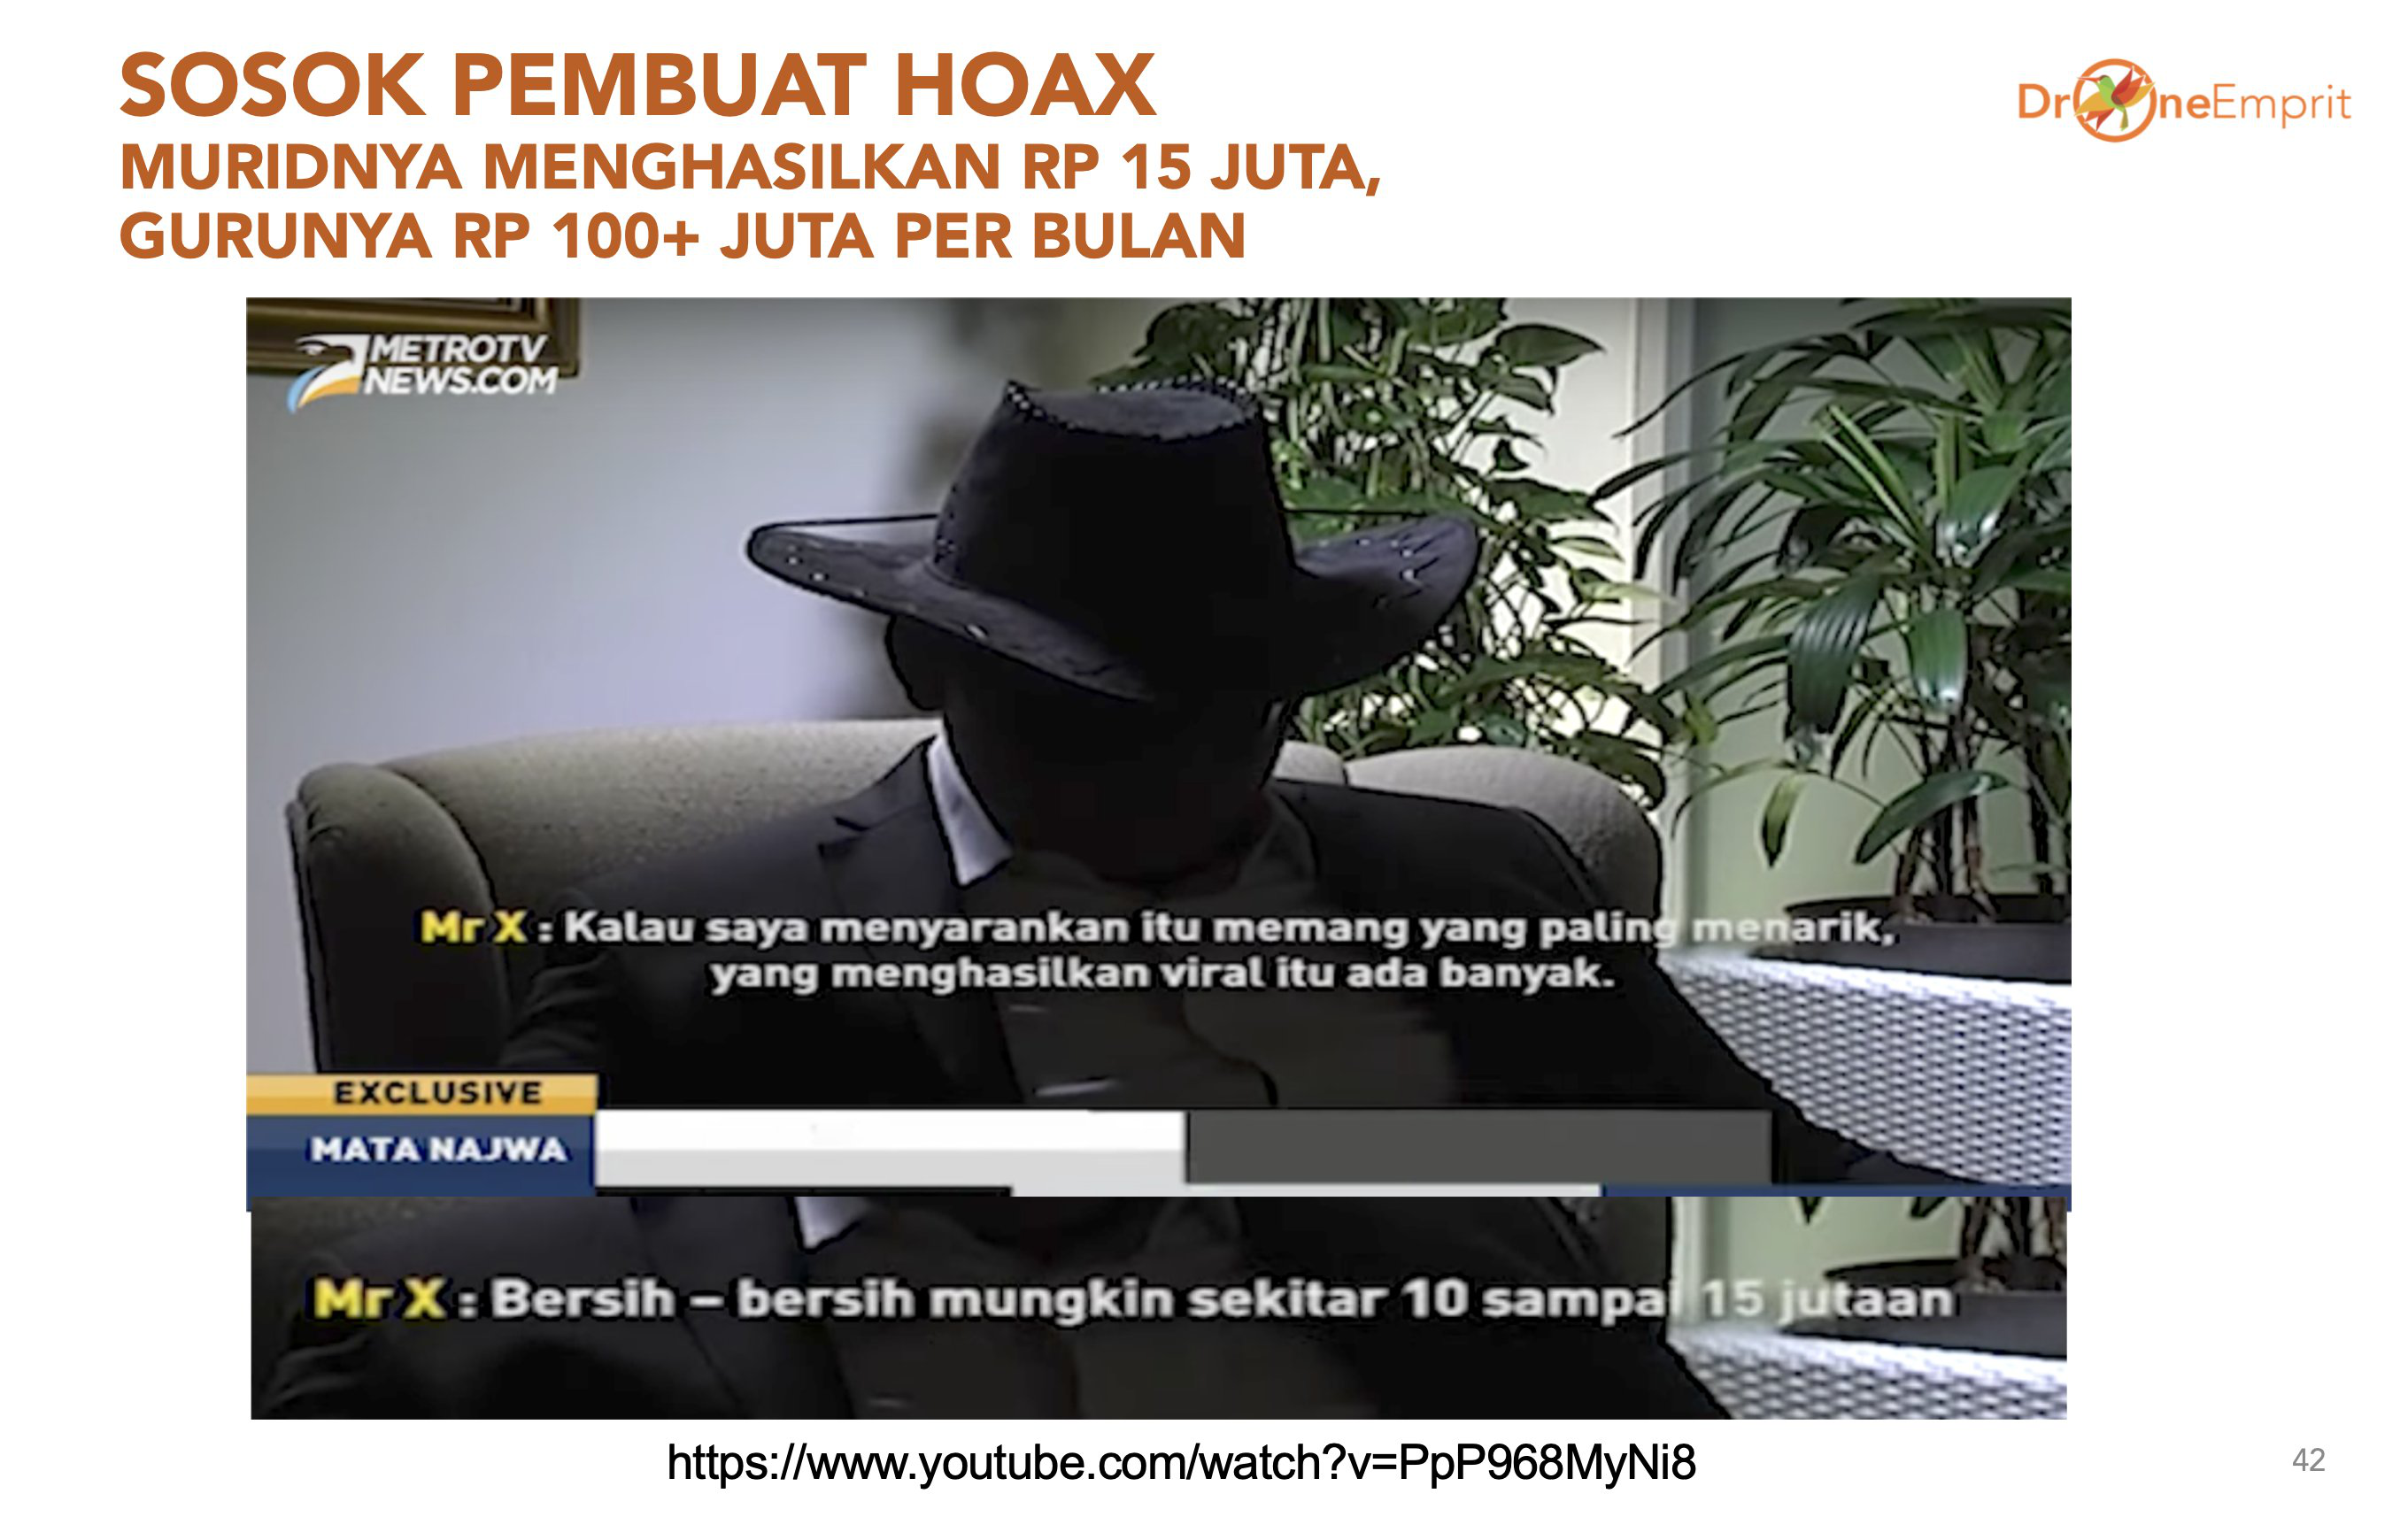 SOSOK PEMBUAT HOAX
DroneEmprit
MURIDNYA MENGHASILKAN RP 15 JUTA,
GURUNYA RP 100+ JUTA PER BULAN
METROTV
NEWS.COM
Mr X : Kalau saya menyarankan itu memang yang paling menarik,
yang menghasilkan viral itu ada banyak.
EXCLUSIVE
MATA NAJWA
Mr X : Bersih – bersih mungkin sekitar 10 sampai 15 jutaan
https://www.youtube.com/watch?v=PpP968MyNi8
42